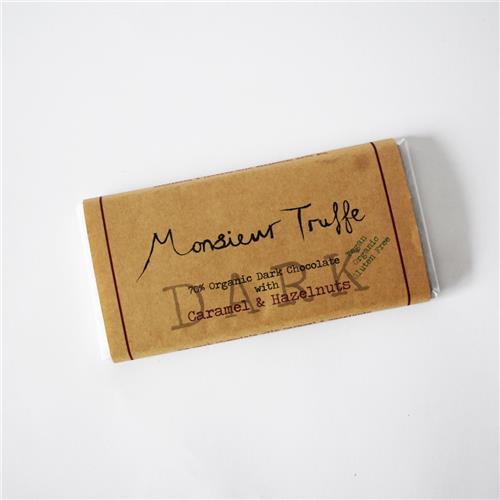 Monsieur Truffe
70% Organic Dark Chocolate
with
Caramel & Hazelnuts
DARK
Vegan
Organic
Gluten Free